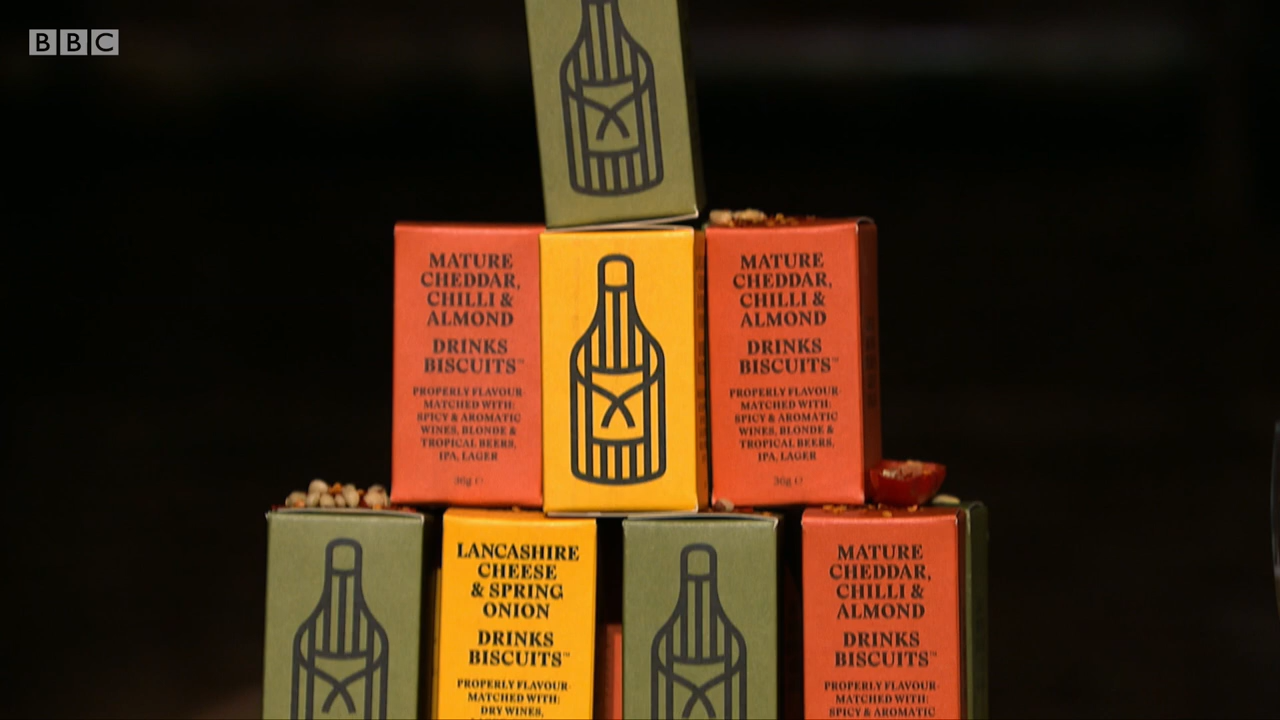 BBC
MATURE
CHEDDAR,
CHILLI &
ALMOND
DRINKS
BISCUITS™
PROPERLY FLAVOUR-
MATCHED WITH:
SPICY & AROMATIC
WINES, BLONDE &
TROPICAL BEERS,
IPA, LAGER
36g ℮
MATURE
CHEDDAR,
CHILLI &
ALMOND
DRINKS
BISCUITS™
PROPERLY FLAVOUR-
MATCHED WITH:
SPICY & AROMATIC
WINES, BLONDE &
TROPICAL BEERS,
IPA, LAGER
36g ℮
LANCASHIRE
CHEESE
& SPRING
ONION
DRINKS
BISCUITS™
PROPERLY FLAVOUR-
MATCHED WITH:
DRY WINES,
MATURE
CHEDDAR,
CHILLI &
ALMOND
DRINKS
BISCUITS™
PROPERLY FLAVOUR-
MATCHED WITH:
SPICY & AROMATIC